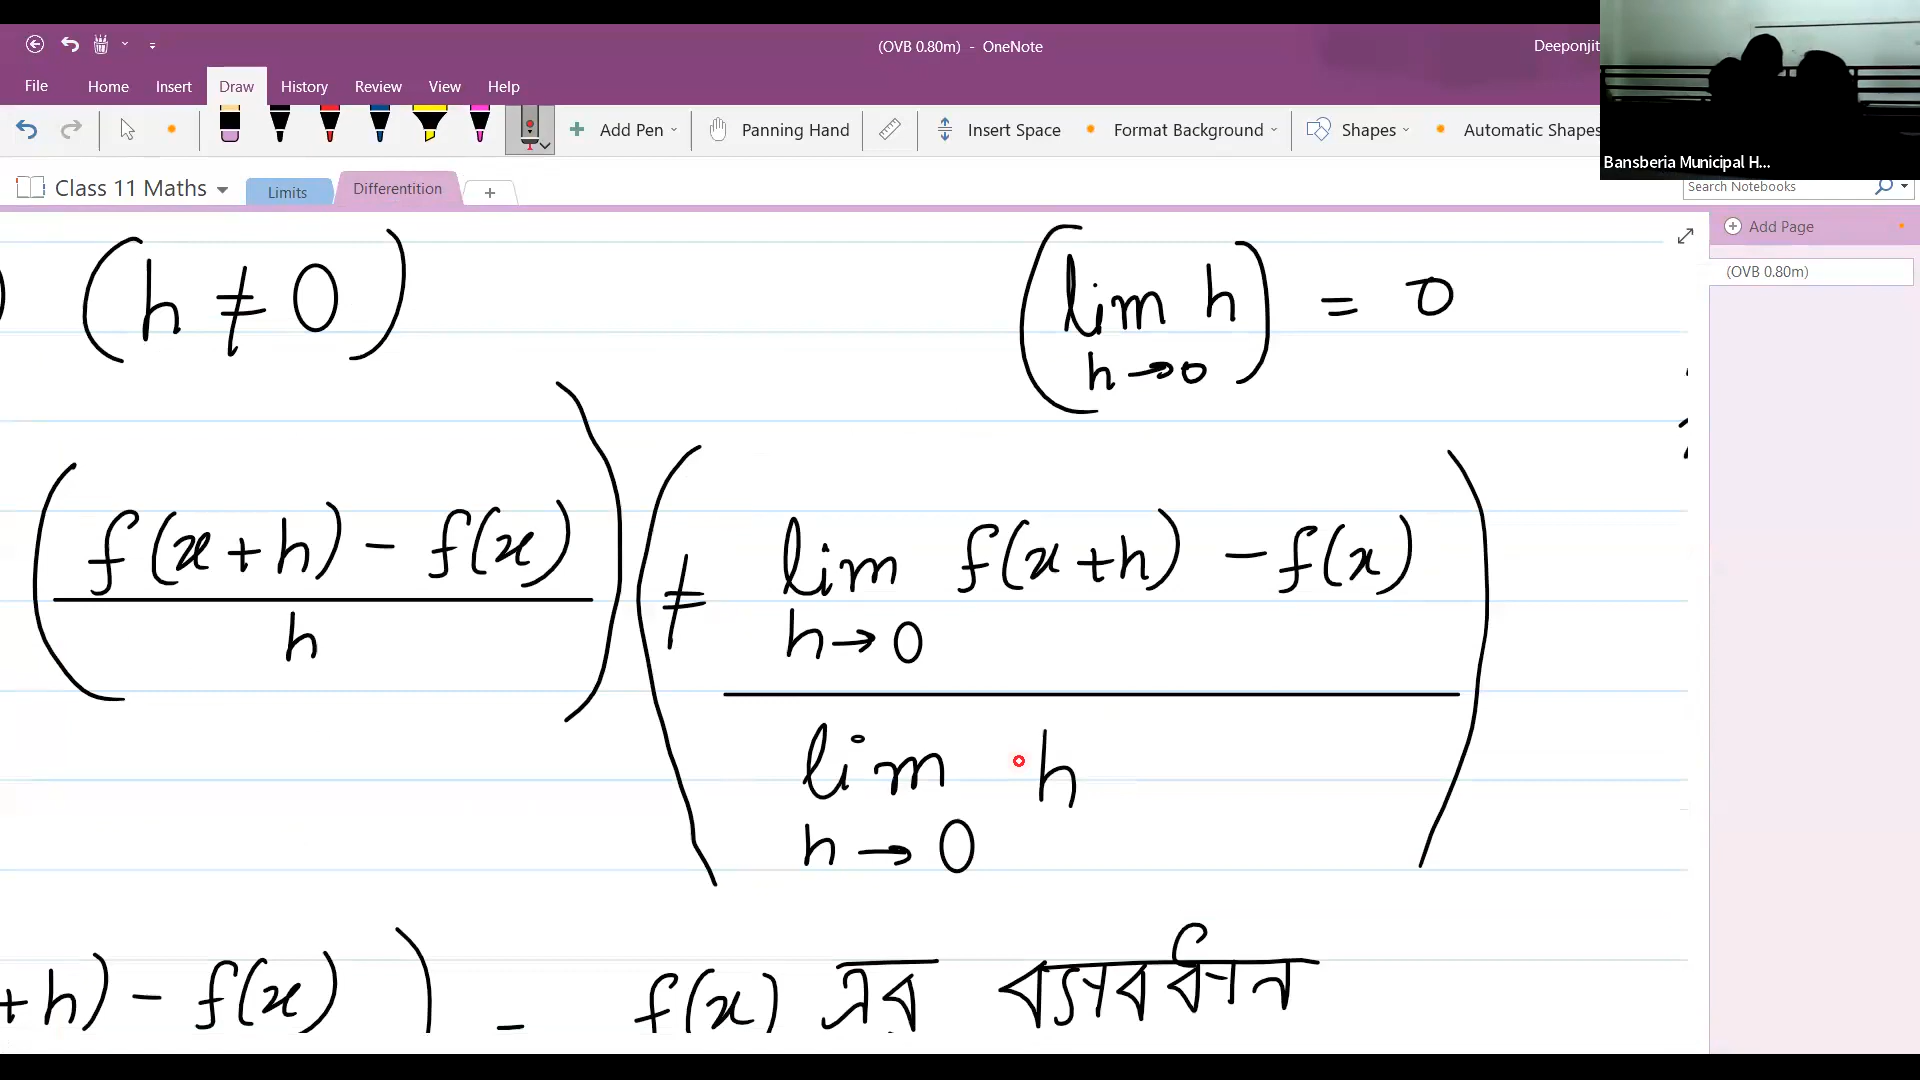 (OVB 0.80m) - OneNote
Deeponjit
File Home Insert Draw History Review View Help
Add Pen Panning Hand Insert Space Format Background Shapes Automatic Shapes
Bansberia Municipal H...
Class 11 Maths Limits Differentition
Search Notebooks
Add Page
(OVB 0.80m)
) (h ≠ 0)
(lim h) = 0
h→0
(f(x+h) - f(x)) ≠ (lim f(x+h) - f(x))
h→0
h
lim h
h→0
+h) - f(x)) = f(x) এর